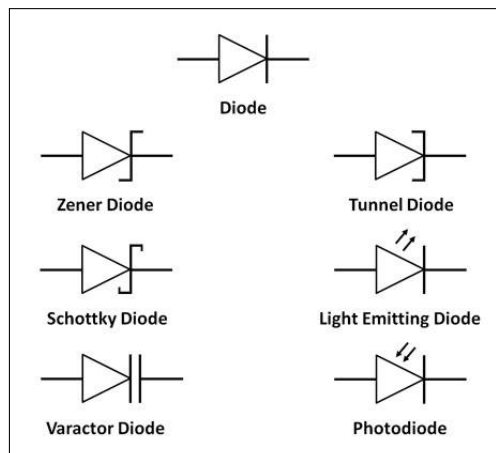 Diode
Zener Diode
Tunnel Diode
Schottky Diode
Light Emitting Diode
Varactor Diode
Photodiode